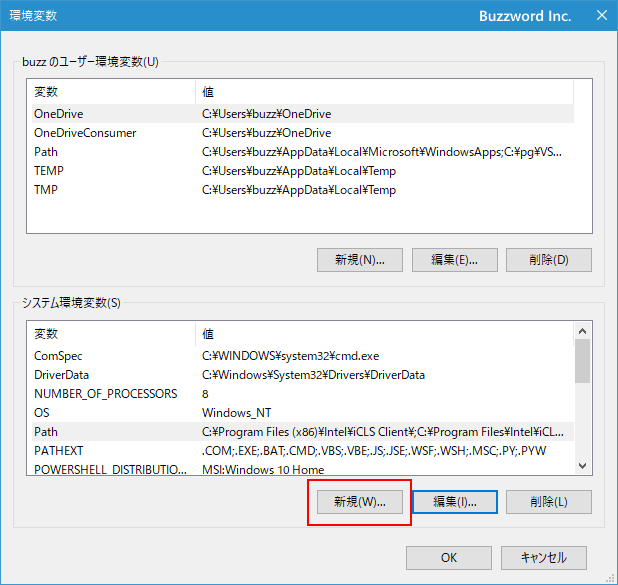 環境変数 Buzzword Inc.
buzz のユーザー環境変数(U)
変数 値
OneDrive C:¥Users¥buzz¥OneDrive
OneDriveConsumer C:¥Users¥buzz¥OneDrive
Path C:¥Users¥buzz¥AppData¥Local¥Microsoft¥WindowsApps;C:¥pg¥VS...
TEMP C:¥Users¥buzz¥AppData¥Local¥Temp
TMP C:¥Users¥buzz¥AppData¥Local¥Temp
新規(N)... 編集(E)... 削除(D)
システム環境変数(S)
変数 値
ComSpec C:¥WINDOWS¥system32¥cmd.exe
DriverData C:¥Windows¥System32¥Drivers¥DriverData
NUMBER_OF_PROCESSORS 8
OS Windows_NT
Path C:¥Program Files (x86)¥Intel¥iCLS Client¥;C:¥Program Files¥Intel¥iCL...
PATHEXT .COM;.EXE;.BAT;.CMD;.VBS;.VBE;.JS;.JSE;.WSF;.WSH;.MSC;.PY;.PYW
POWERSHELL_DISTRIBUTIO... MSI:Windows 10 Home
新規(W)... 編集(I)... 削除(L)
OK キャンセル